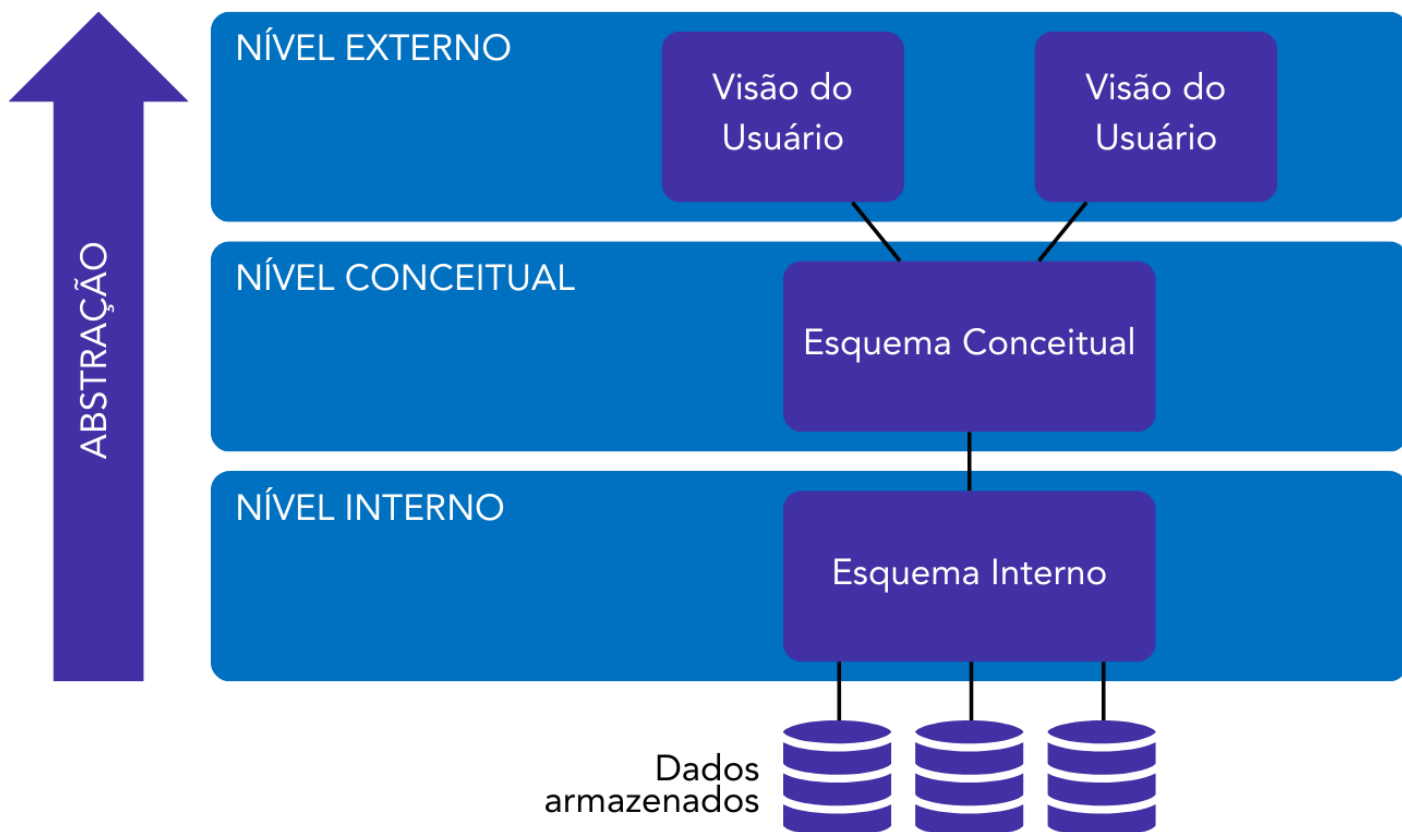 NÍVEL EXTERNO
Visão do
Usuário
Visão do
Usuário
ABSTRAÇÃO
NÍVEL CONCEITUAL
Esquema Conceitual
NÍVEL INTERNO
Esquema Interno
Dados
armazenados